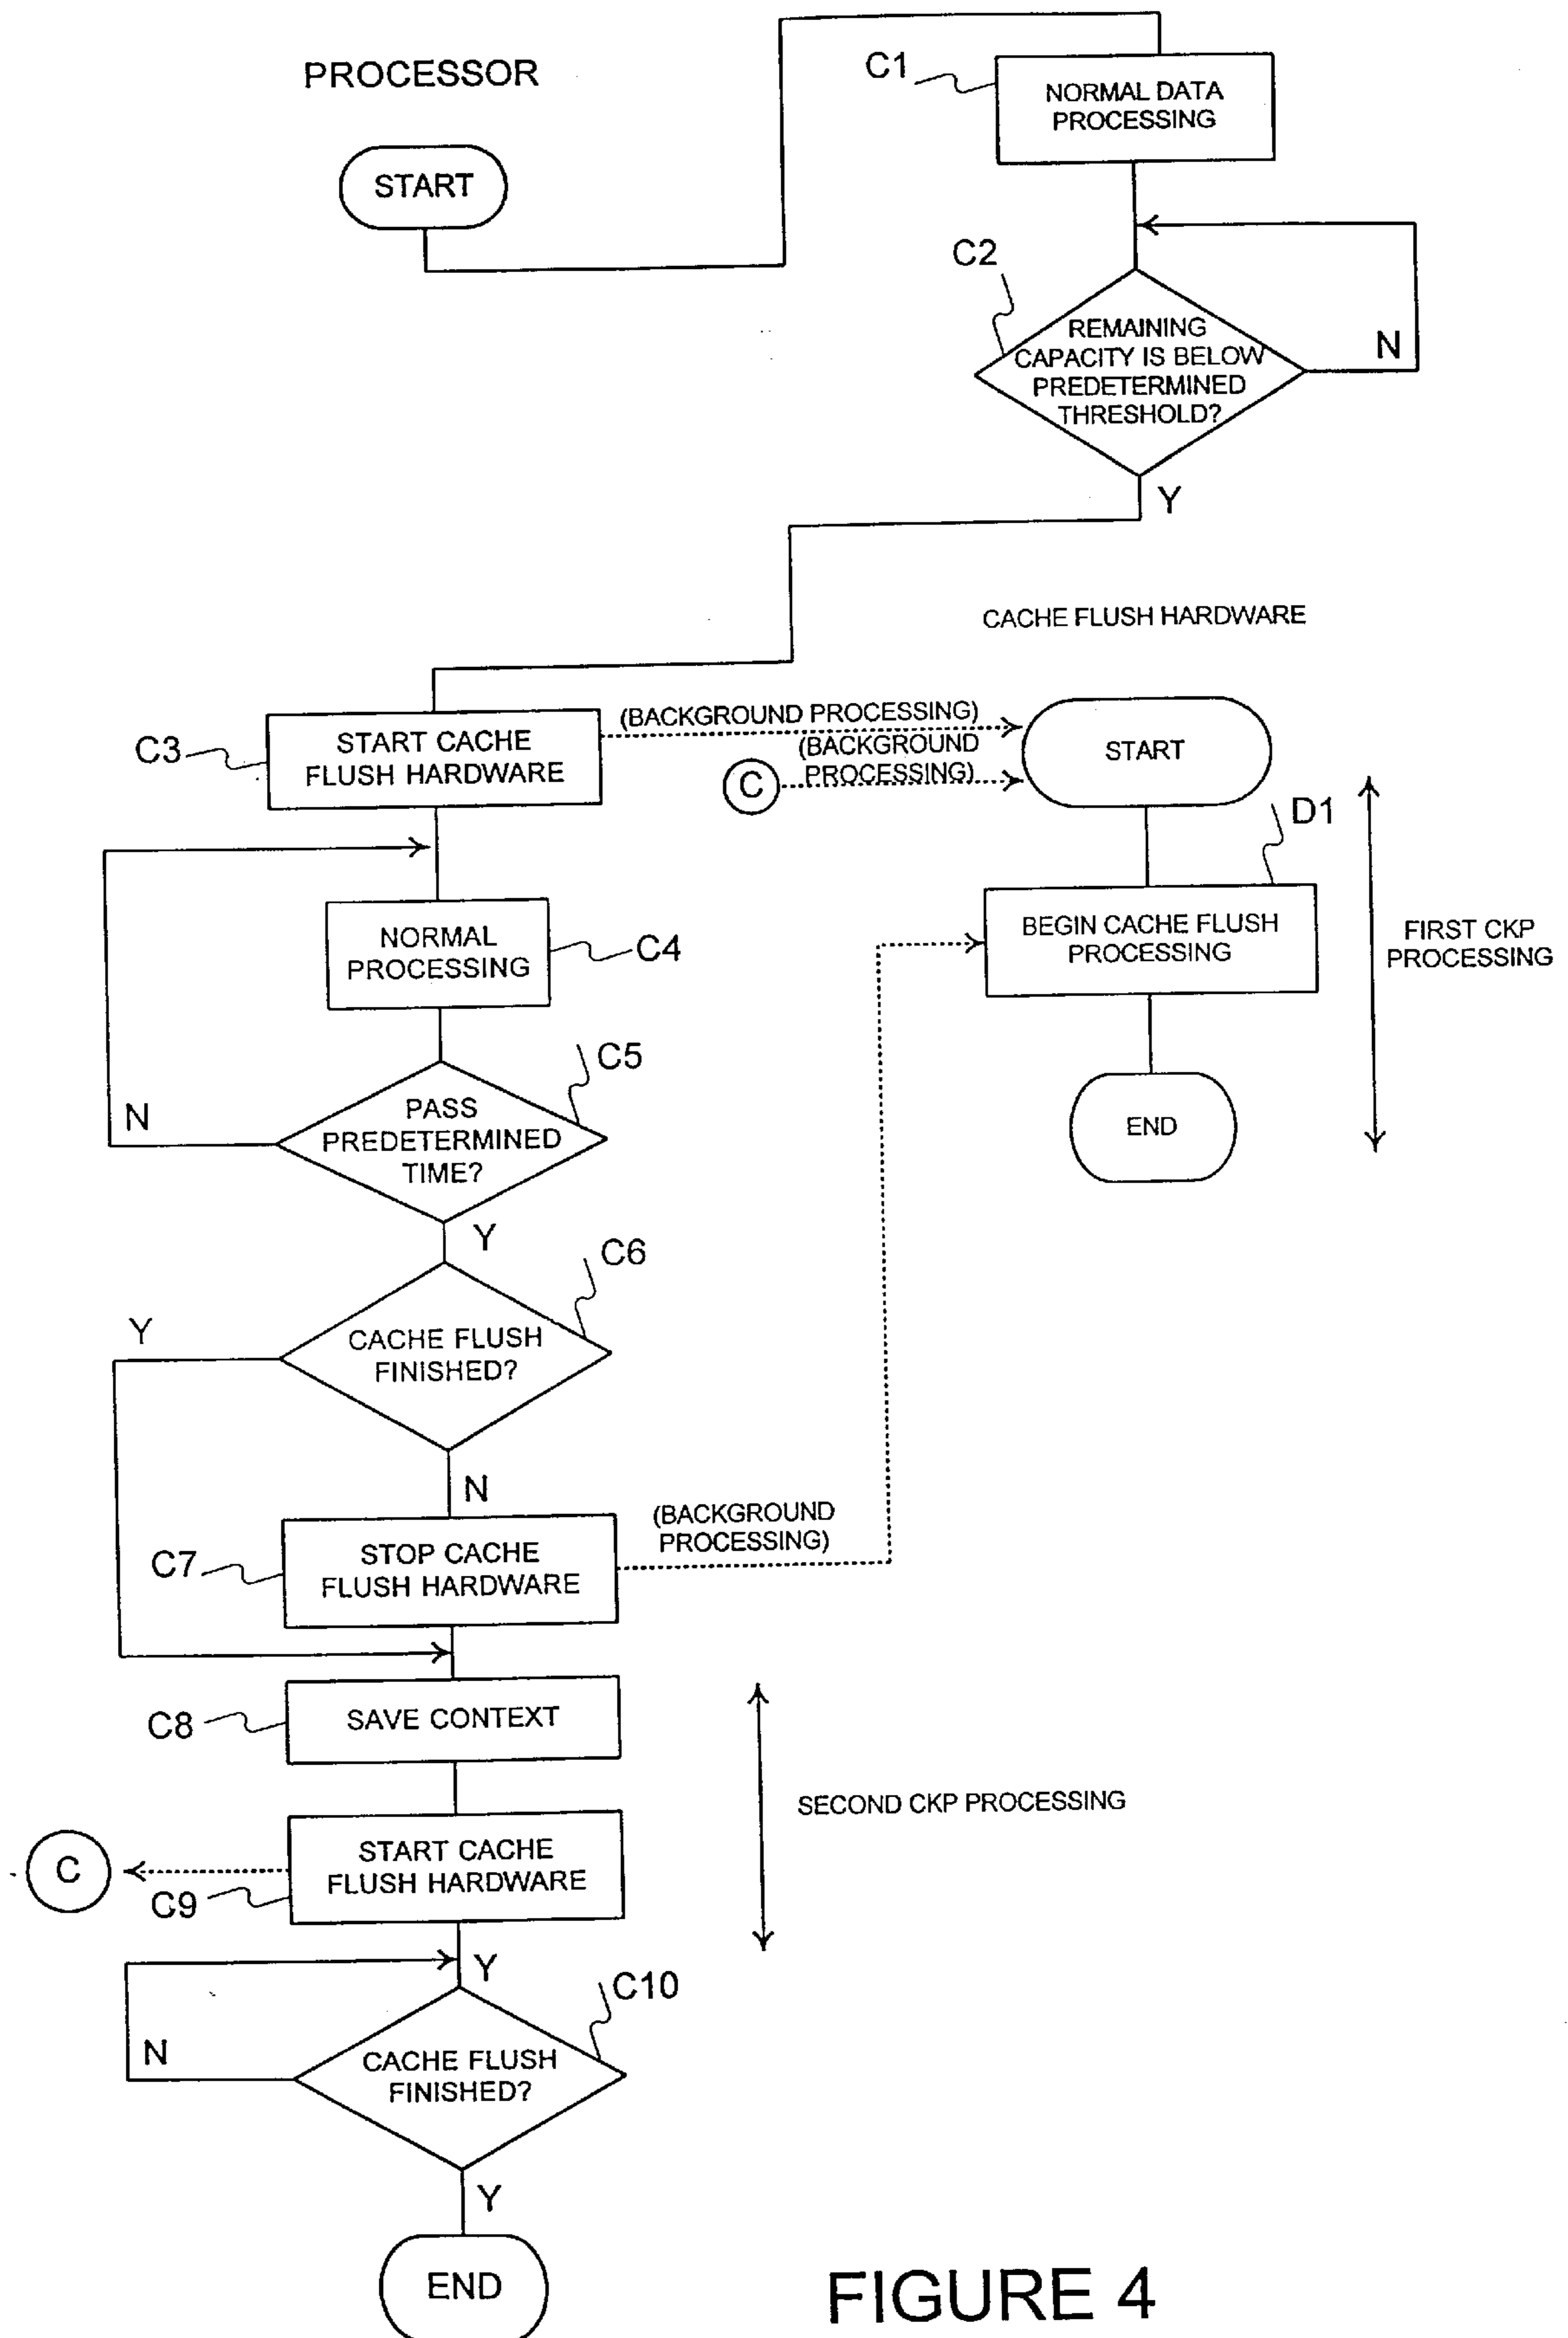 PROCESSOR
START
C1
NORMAL DATA
PROCESSING
C2
REMAINING
CAPACITY IS BELOW
PREDETERMINED
THRESHOLD?
N
Y
CACHE FLUSH HARDWARE
C3
START CACHE
FLUSH HARDWARE
(BACKGROUND PROCESSING)
(BACKGROUND
PROCESSING)
C
START
D1
BEGIN CACHE FLUSH
PROCESSING
FIRST CKP
PROCESSING
END
NORMAL
PROCESSING
C4
C5
PASS
PREDETERMINED
TIME?
N
Y
C6
CACHE FLUSH
FINISHED?
Y
N
C7
STOP CACHE
FLUSH HARDWARE
(BACKGROUND
PROCESSING)
C8
SAVE CONTEXT
SECOND CKP PROCESSING
C
START CACHE
FLUSH HARDWARE
C9
Y
C10
N
CACHE FLUSH
FINISHED?
Y
END
FIGURE 4